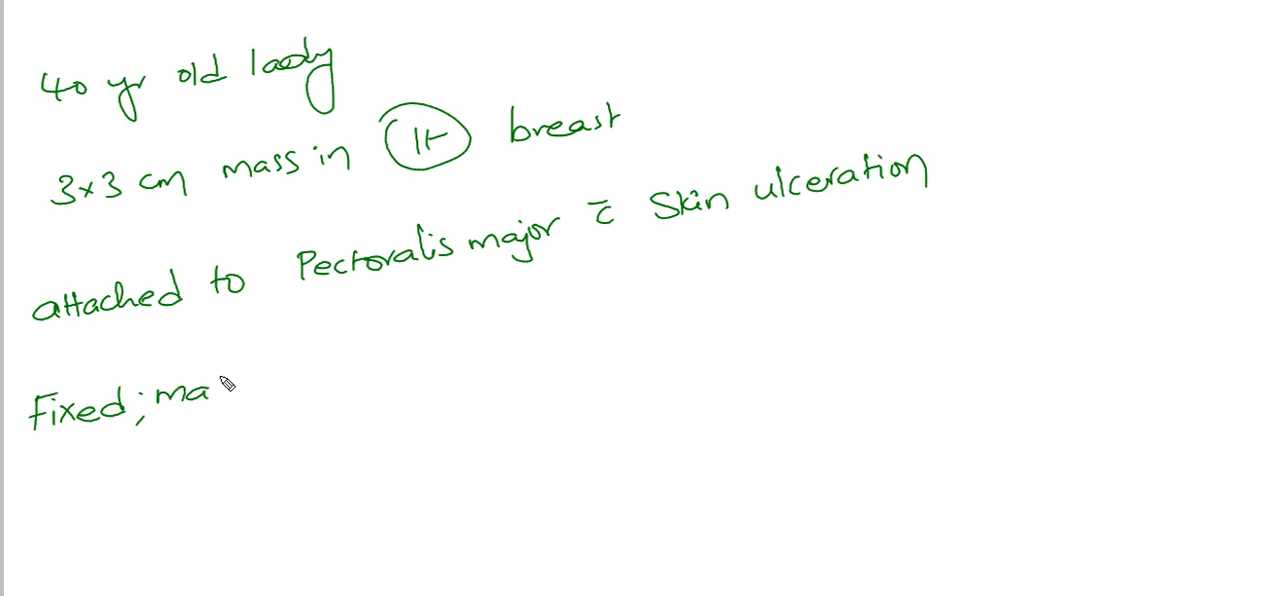 40 yr old lady
3×3 cm mass in lt breast
attached to Pectoralis major c̄ Skin ulceration
Fixed; ma